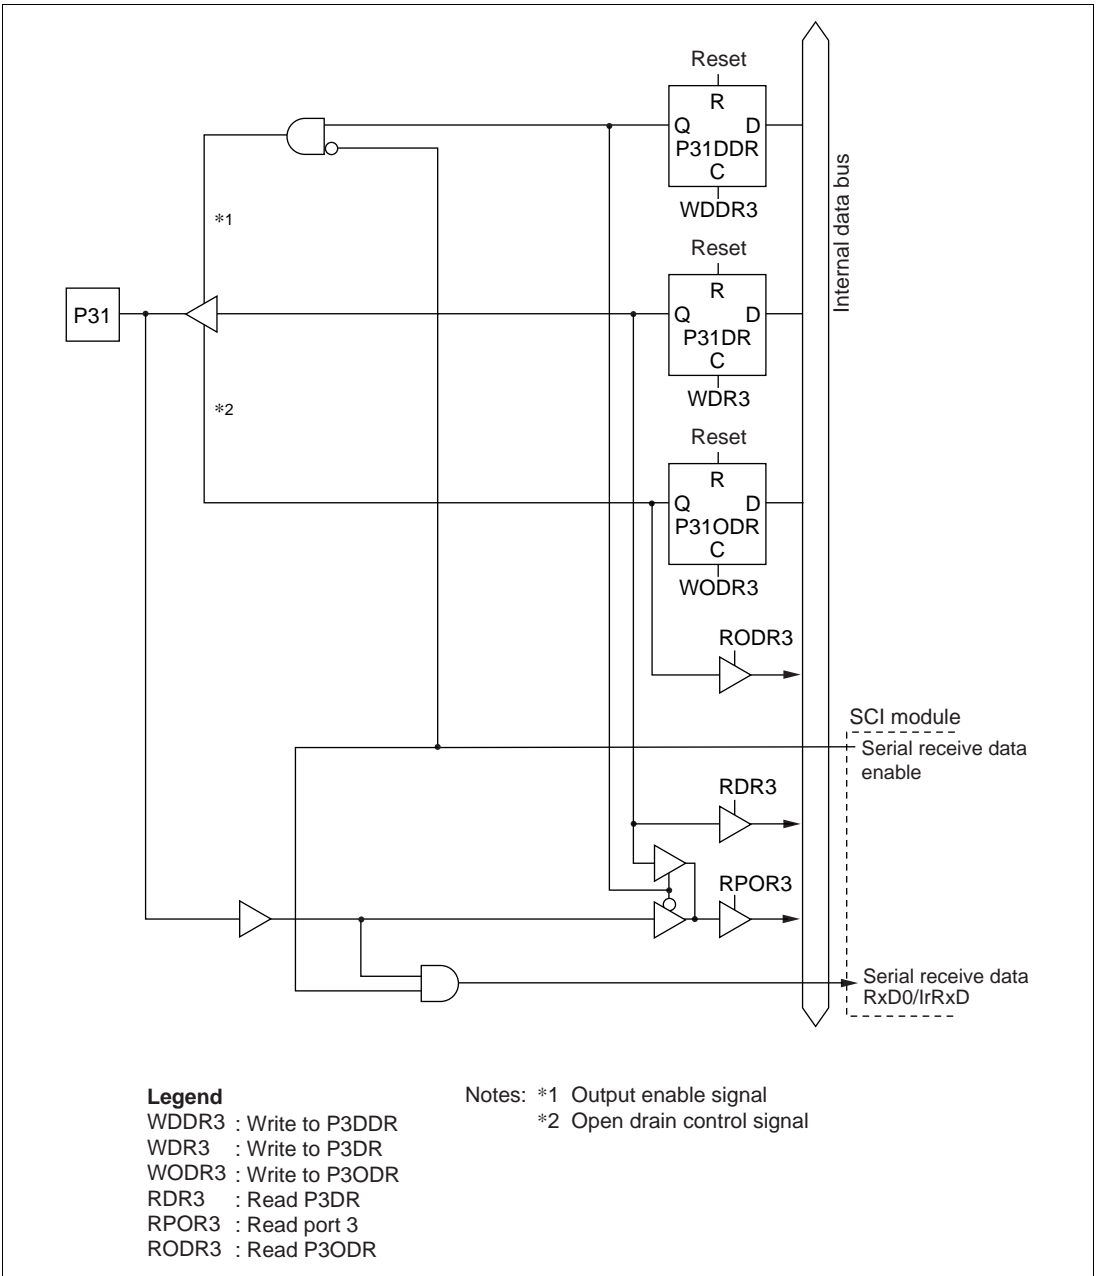 Reset
R
Q D
P31DDR
C
WDDR3
Internal data bus
*1
Reset
R
P31
Q D
P31DR
C
WDR3
*2
Reset
R
Q D
P31ODR
C
WODR3
RODR3
SCI module
Serial receive data
enable
RDR3
RPOR3
Serial receive data
RxD0/IrRxD
Legend
WDDR3 : Write to P3DDR
WDR3 : Write to P3DR
WODR3 : Write to P3ODR
RDR3 : Read P3DR
RPOR3 : Read port 3
RODR3 : Read P3ODR
Notes: *1 Output enable signal
*2 Open drain control signal